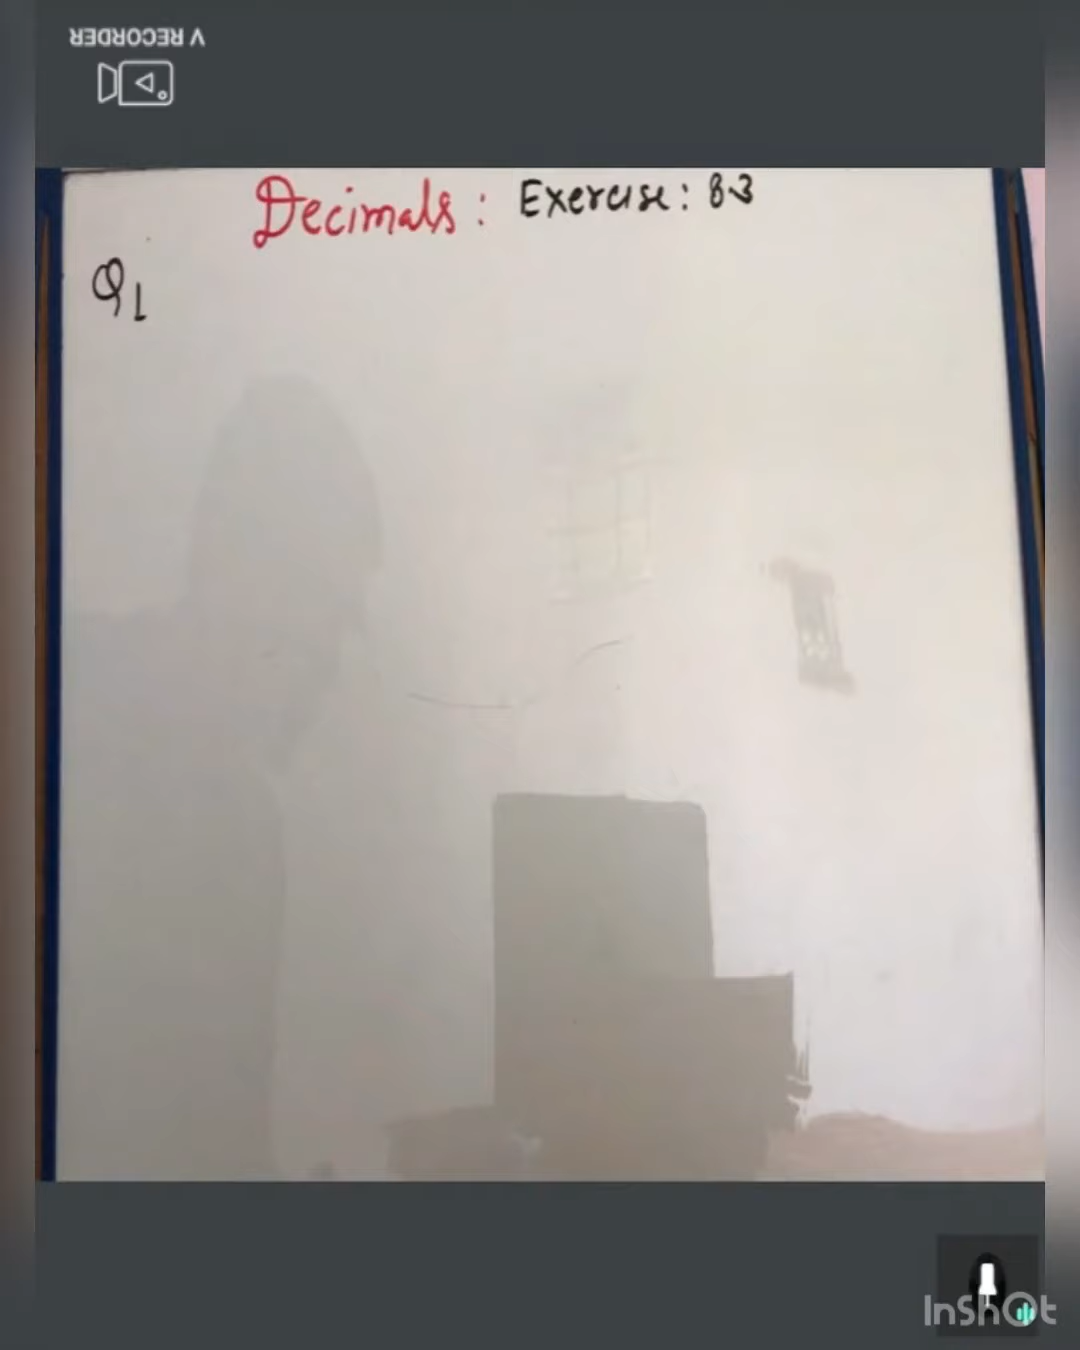 V RECORDER
Decimals : Exercise : 8.3
Q1
InShOt